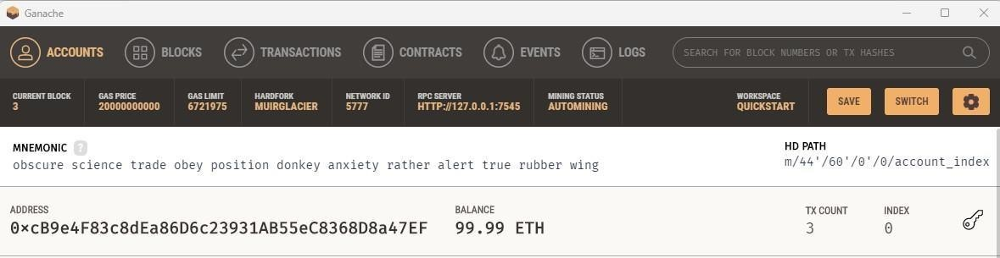 Ganache
ACCOUNTS BLOCKS TRANSACTIONS CONTRACTS EVENTS LOGS SEARCH FOR BLOCK NUMBERS OR TX HASHES
CURRENT BLOCK GAS PRICE GAS LIMIT HARDFORK NETWORK ID RPC SERVER MINING STATUS WORKSPACE
3 20000000000 6721975 MUIRGLACIER 5777 HTTP://127.0.0.1:7545 AUTOMINING QUICKSTART SAVE SWITCH
MNEMONIC ? HD PATH
obscure science trade obey position donkey anxiety rather alert true rubber wing m/44'/60'/0'/0/account_index
ADDRESS BALANCE TX COUNT INDEX
0×cB9e4F83c8dEa86D6c23931AB55eC8368D8a47EF 99.99 ETH 3 0